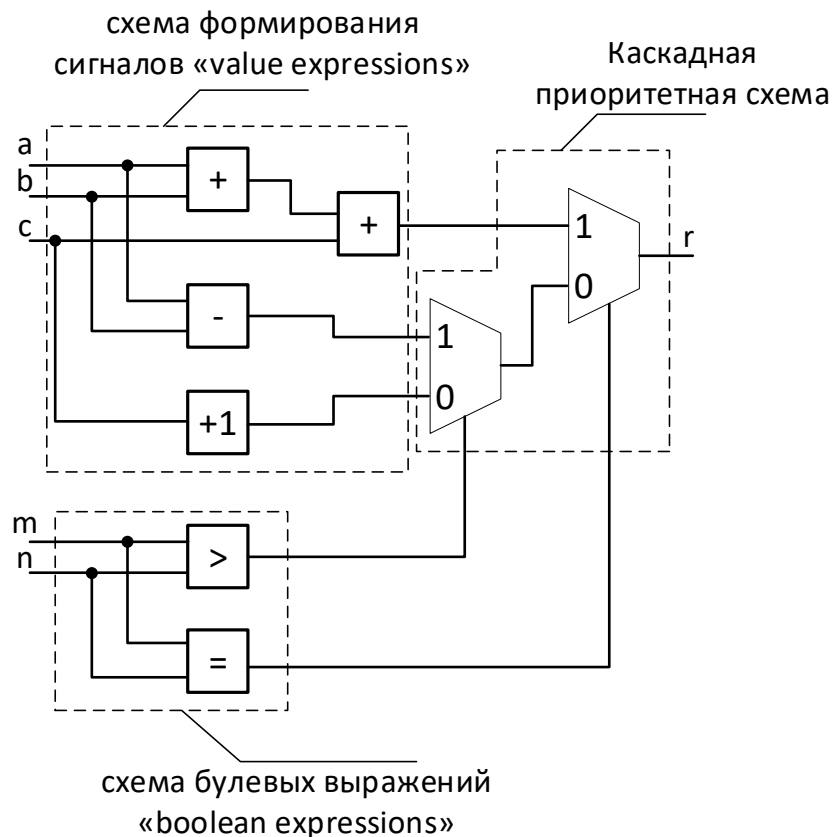 схема формирования
сигналов «value expressions»
Каскадная
приоритетная схема
a
b
c
+
+
-
+1
1
0
1
0
r
m
n
>
=
схема булевых выражений
«boolean expressions»